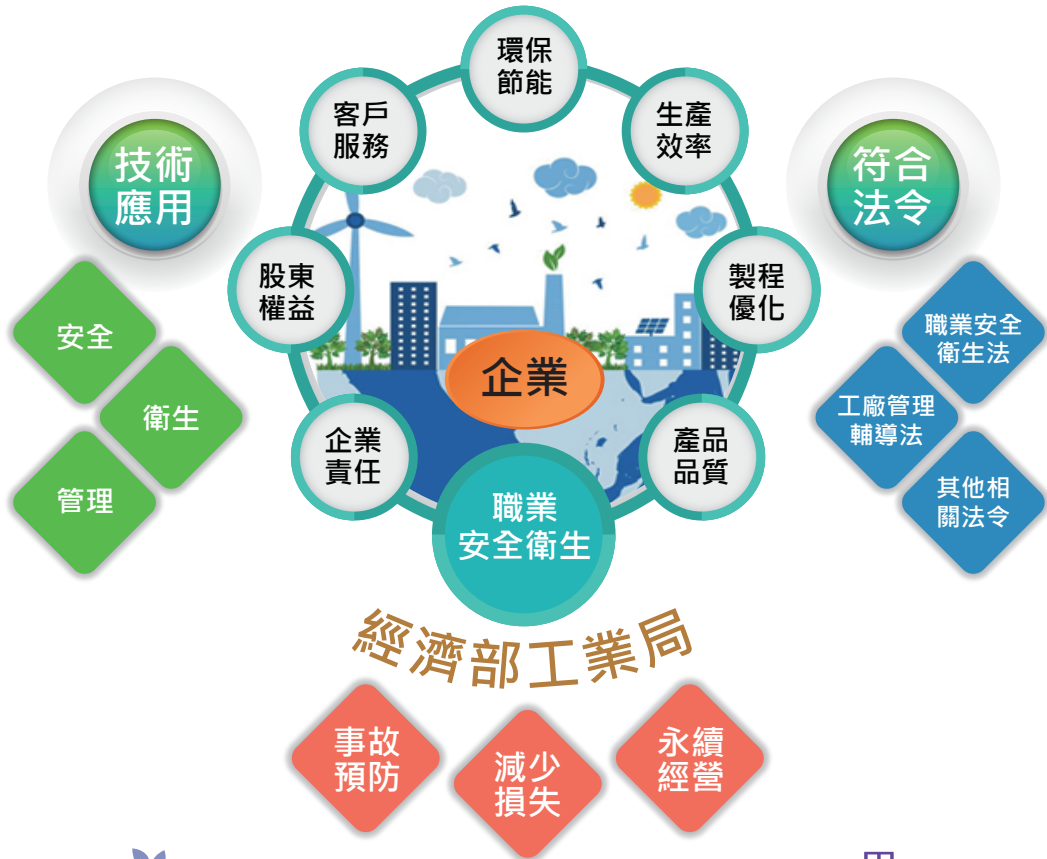 環保
節能
客戶
服務
生產
效率
技術
應用
符合
法令
股東
權益
製程
優化
安全
衛生
管理
企業
職業安全
衛生法
工廠管理
輔導法
其他相
關法令
企業
責任
產品
品質
職業
安全衛生
經濟部工業局
事故
預防
減少
損失
永續
經營